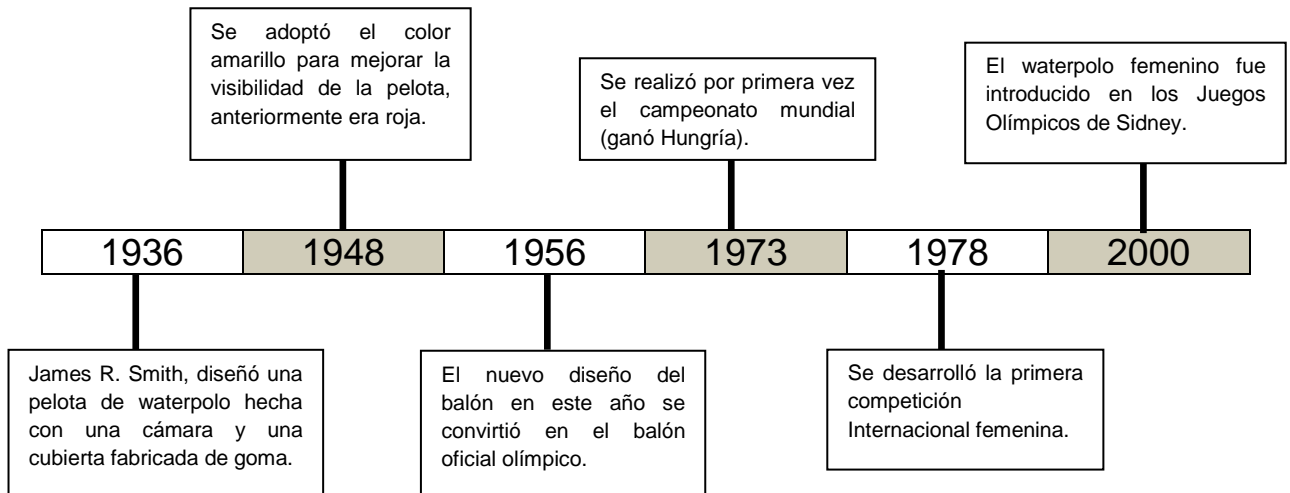 Se adoptó el color
amarillo para mejorar la
visibilidad de la pelota,
anteriormente era roja.
Se realizó por primera vez
el campeonato mundial
(ganó Hungría).
El waterpolo femenino fue
introducido en los Juegos
Olímpicos de Sidney.
1936 1948 1956 1973 1978 2000
James R. Smith, diseñó una
pelota de waterpolo hecha
con una cámara y una
cubierta fabricada de goma.
El nuevo diseño del
balón en este año se
convirtió en el balón
oficial olímpico.
Se desarrolló la primera
competición
Internacional femenina.